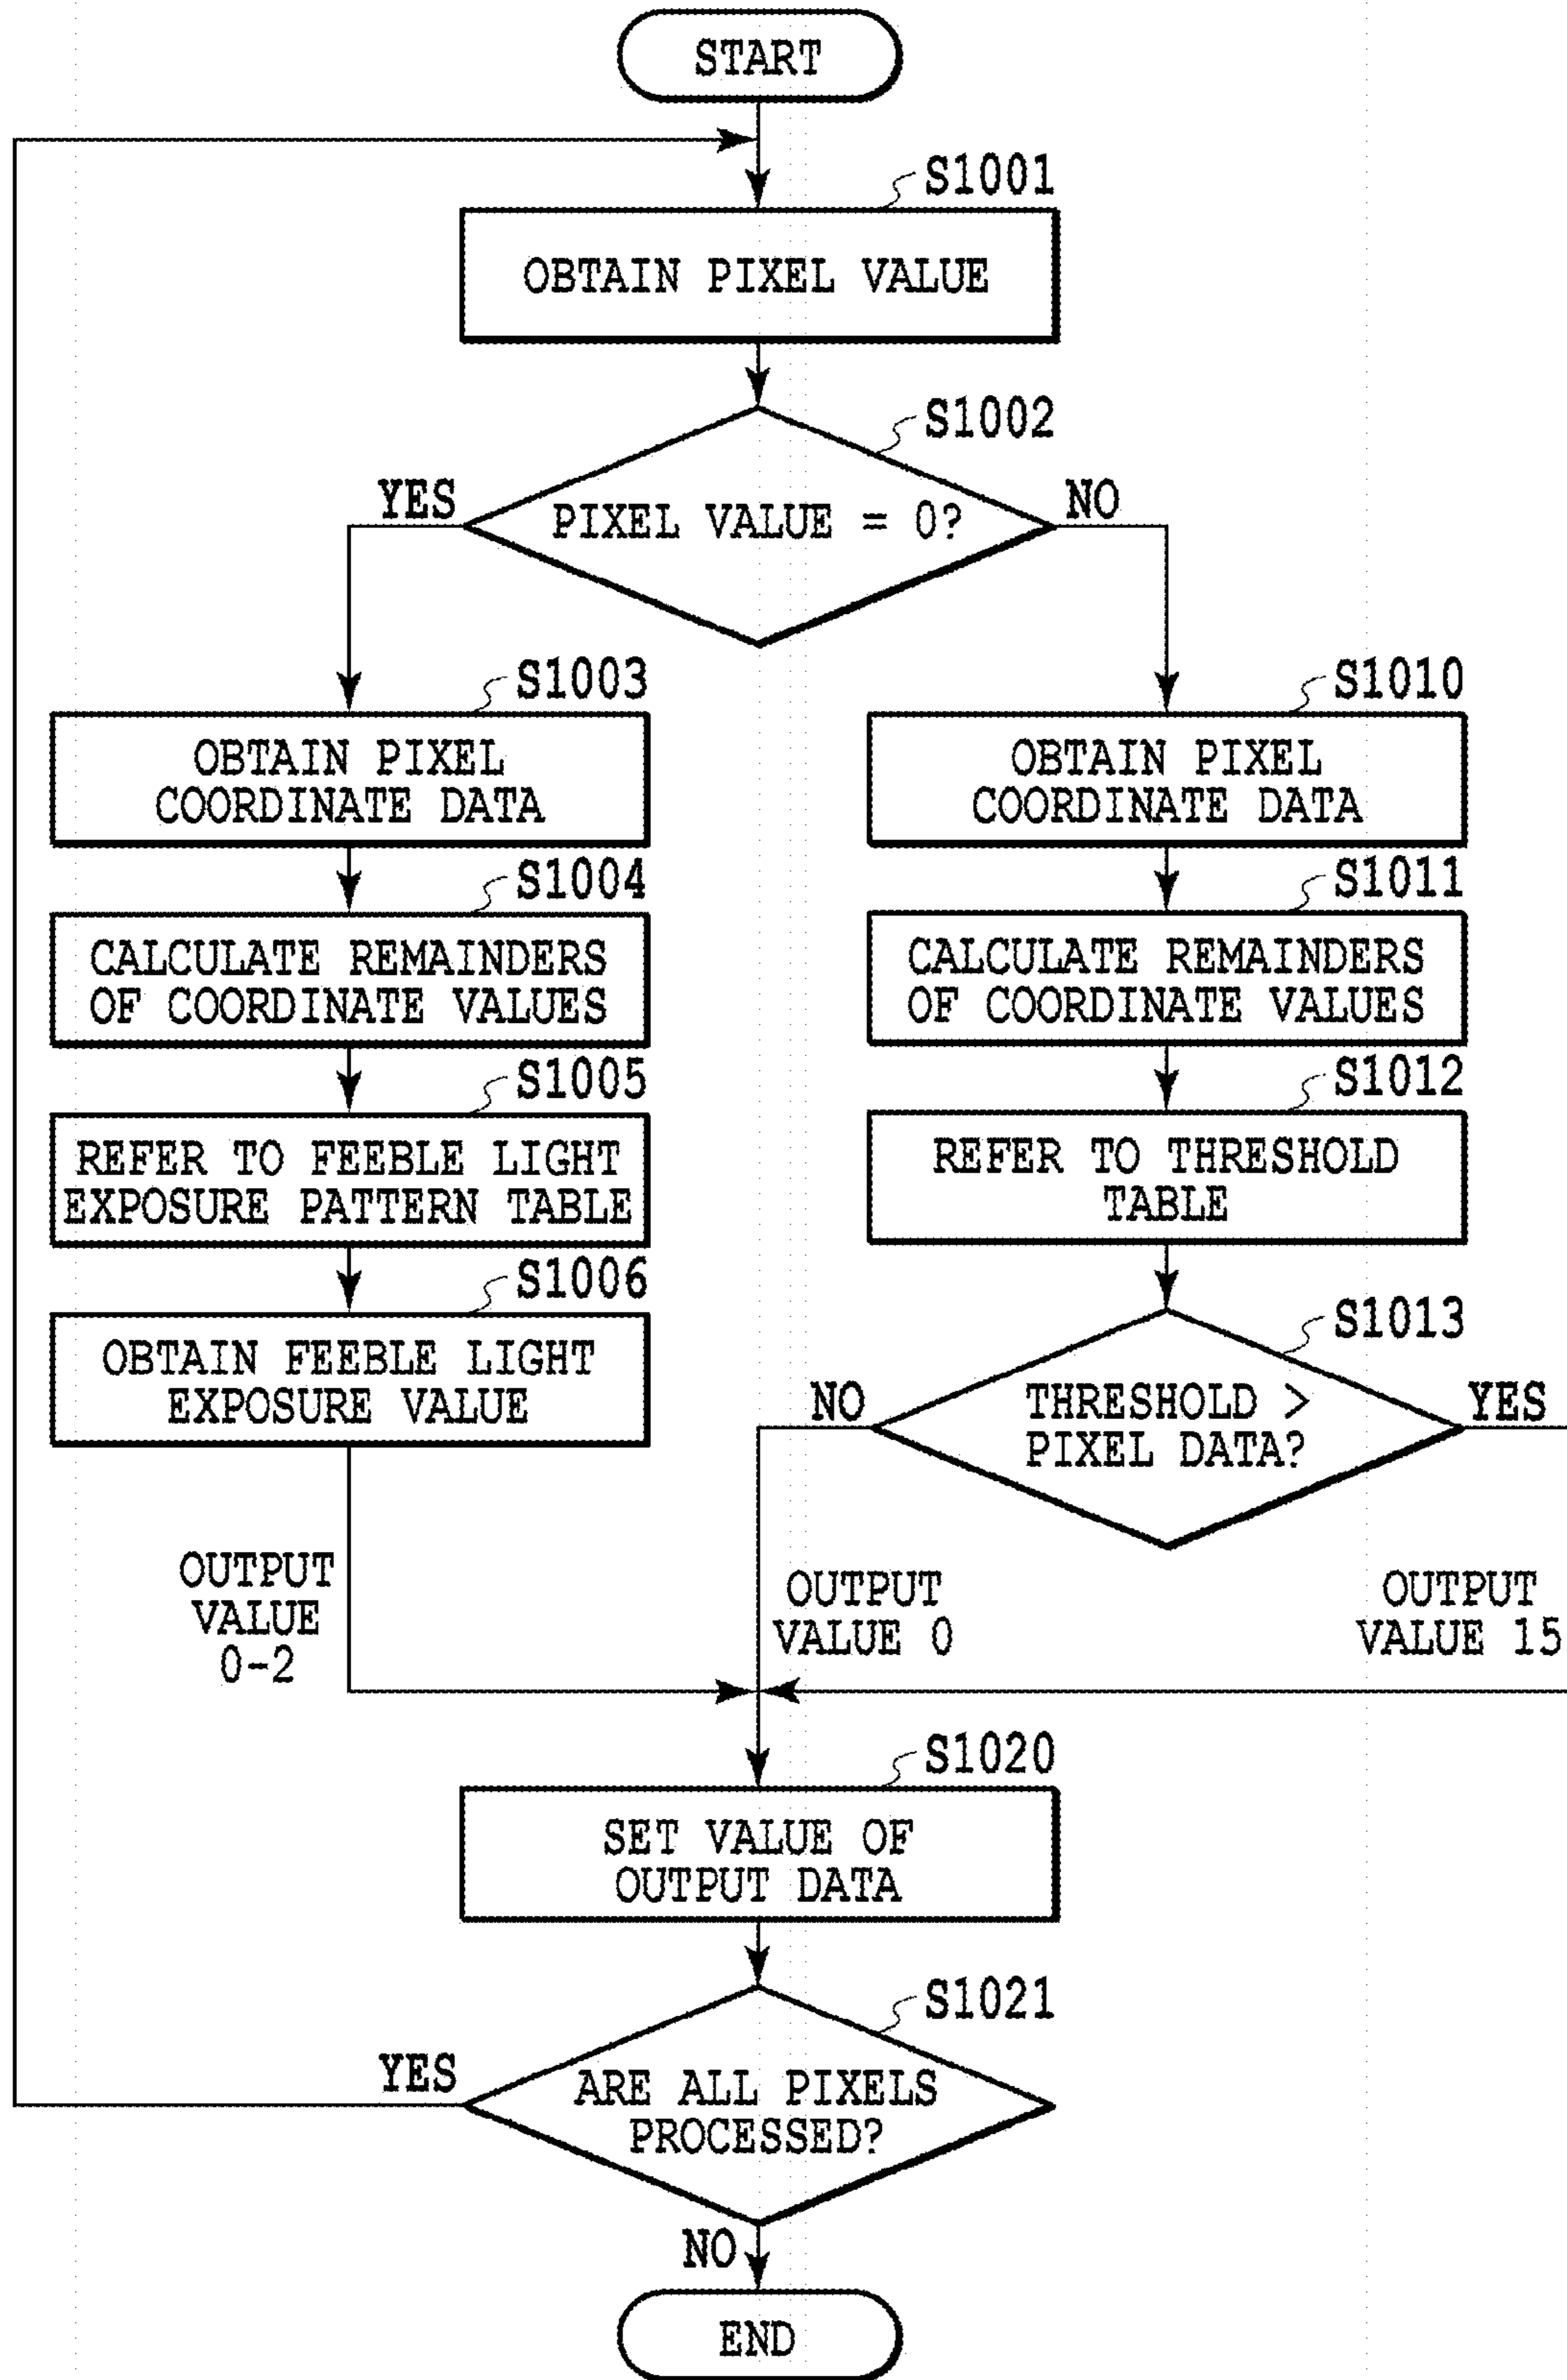 START
S1001
OBTAIN PIXEL VALUE
S1002
YES
PIXEL VALUE = 0?
NO
S1003
OBTAIN PIXEL
COORDINATE DATA
S1004
CALCULATE REMAINDERS
OF COORDINATE VALUES
S1005
REFER TO FEEBLE LIGHT
EXPOSURE PATTERN TABLE
S1006
OBTAIN FEEBLE LIGHT
EXPOSURE VALUE
OUTPUT
VALUE
0-2
S1010
OBTAIN PIXEL
COORDINATE DATA
S1011
CALCULATE REMAINDERS
OF COORDINATE VALUES
S1012
REFER TO THRESHOLD
TABLE
S1013
NO
THRESHOLD >
PIXEL DATA?
YES
OUTPUT
VALUE 0
OUTPUT
VALUE 15
S1020
SET VALUE OF
OUTPUT DATA
S1021
YES
ARE ALL PIXELS
PROCESSED?
NO
END